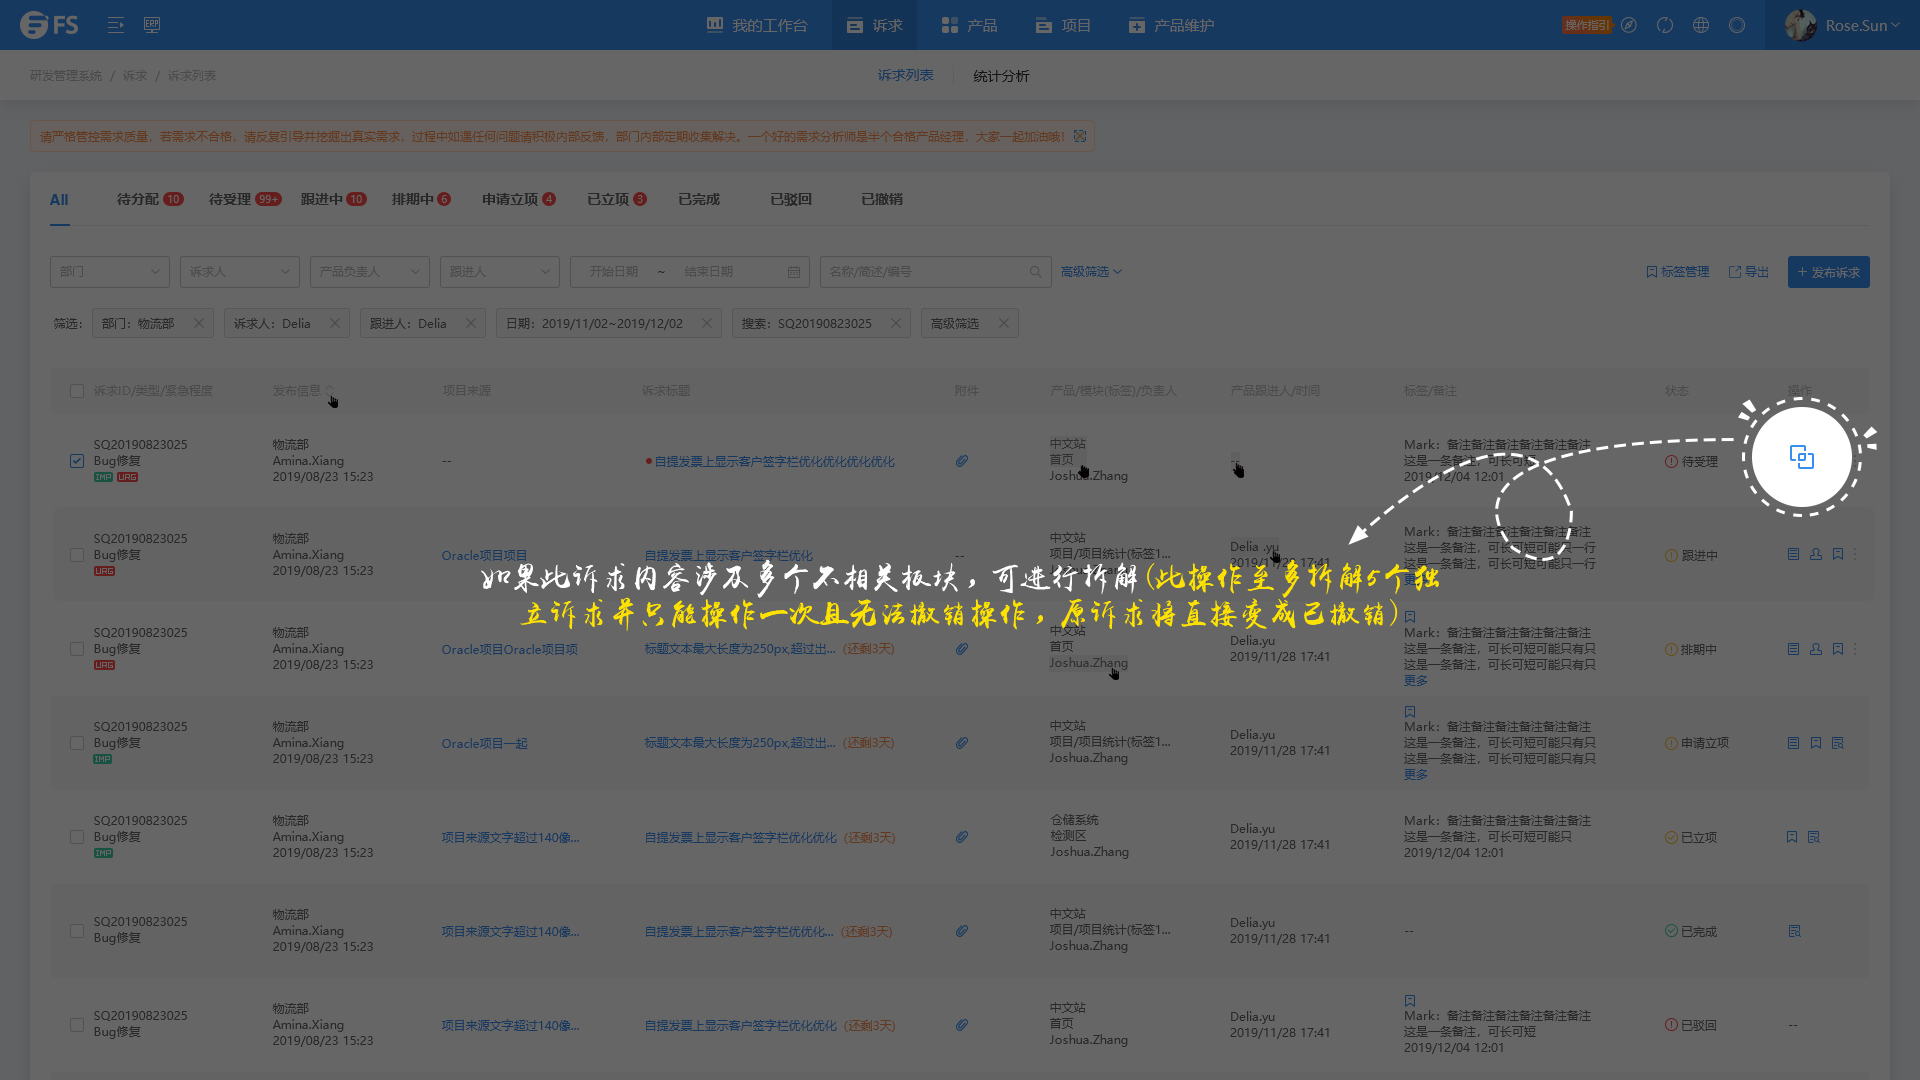 FS
ERP
我的工作台
诉求
产品
项目
产品维护
操作指引
Rose.Sun
研发管理系统 / 诉求 / 诉求列表
诉求列表
统计分析
请严格管控需求质量，若需求不合格，请反复引导并挖掘出真实需求，过程中如遇任何问题请积极内部反馈，部门内部定期收集解决。一个好的需求分析师是半个合格产品经理，大家一起加油哦！
All 待分配 10 待受理 99+ 跟进中 10 排期中 6 申请立项 4 已立项 3 已完成 已驳回 已撤销
部门 诉求人 产品负责人 跟进人 开始日期 ~ 结束日期 名称/简述/编号 高级筛选
标签管理 导出 + 发布诉求
筛选： 部门：物流部 诉求人：Delia 跟进人：Delia 日期：2019/11/02~2019/12/02 搜索：SQ20190823025 高级筛选
诉求ID/类型/紧急程度 发布信息 项目来源 诉求标题 附件 产品/模块(标签)/负责人 产品跟进人/时间 标签/备注 状态 操作
SQ20190823025
Bug修复
IMP URG
物流部
Amina.Xiang
2019/08/23 15:23
--
自提发票上显示客户签字栏优化优化优化优化
中文站
首页
Joshua.Zhang
--
Mark：备注备注备注备注备注备注
这是一条备注，可长可短
2019/12/04 12:01
待受理
SQ20190823025
Bug修复
URG
物流部
Amina.Xiang
2019/08/23 15:23
Oracle项目项目
自提发票上显示客户签字栏优化
--
中文站
项目/项目统计(标签1...
Delia .yu
2019/11/28 17:41
Mark：备注备注备注备注备注备注
这是一条备注，可长可短可能只一行
这是一条备注，可长可短可能只一行
更多
跟进中
如果此诉求内容涉及多个不相关板块，可进行拆解(此操作至多拆解5个独
立诉求并只能操作一次且无法撤销操作，原诉求将直接变成已撤销)
SQ20190823025
Bug修复
URG
物流部
Amina.Xiang
2019/08/23 15:23
Oracle项目Oracle项目项
标题文本最大长度为250px,超过出... (还剩3天)
中文站
首页
Joshua.Zhang
Delia.yu
2019/11/28 17:41
Mark：备注备注备注备注备注备注
这是一条备注，可长可短可能只有只
这是一条备注，可长可短可能只有只
更多
排期中
SQ20190823025
Bug修复
IMP
物流部
Amina.Xiang
2019/08/23 15:23
Oracle项目一起
标题文本最大长度为250px,超过出... (还剩3天)
中文站
项目/项目统计(标签1...
Joshua.Zhang
Delia.yu
2019/11/28 17:41
Mark：备注备注备注备注备注备注
这是一条备注，可长可短可能只有只
这是一条备注，可长可短可能只有只
更多
申请立项
SQ20190823025
Bug修复
IMP
物流部
Amina.Xiang
2019/08/23 15:23
项目来源文字超过140像...
自提发票上显示客户签字栏优化优化 (还剩3天)
仓储系统
检测区
Joshua.Zhang
Delia.yu
2019/11/28 17:41
Mark：备注备注备注备注备注备注
这是一条备注，可长可短可能只
2019/12/04 12:01
已立项
SQ20190823025
Bug修复
物流部
Amina.Xiang
2019/08/23 15:23
项目来源文字超过140像...
自提发票上显示客户签字栏优优化... (还剩3天)
中文站
项目/项目统计(标签1...
Joshua.Zhang
Delia.yu
2019/11/28 17:41
--
已完成
SQ20190823025
Bug修复
物流部
Amina.Xiang
2019/08/23 15:23
项目来源文字超过140像...
自提发票上显示客户签字栏优化优化 (还剩3天)
中文站
首页
Joshua.Zhang
Delia.yu
2019/11/28 17:41
Mark：备注备注备注备注备注备注
这是一条备注，可长可短
2019/12/04 12:01
已驳回
--